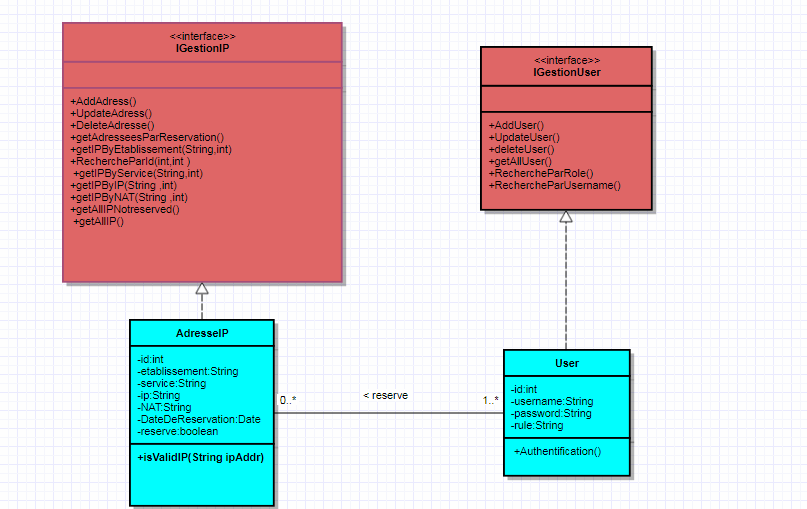 <<interface>>
IGestionIP
+AddAdress()
+UpdateAdress()
+DeleteAdresse()
+getAdresseesParReservation()
+getIPByEtablissement(String,int)
+RechercheParId(int,int )
+getIPByService(String,int)
+getIPByIP(String ,int)
+getIPByNAT(String ,int)
+getAllIPNotreserved()
+getAllIP()
<<interface>>
IGestionUser
+AddUser()
+UpdateUser()
+deleteUser()
+getAllUser()
+RechercheParRole()
+RechercheParUsername()
AdresseIP
-id:int
-etablissement:String
-service:String
-ip:String
-NAT:String
-DateDeReservation:Date
-reserve:boolean
+isValidIP(String ipAddr)
0..*
< reserve
1..*
User
-id:int
-username:String
-password:String
-rule:String
+Authentification()